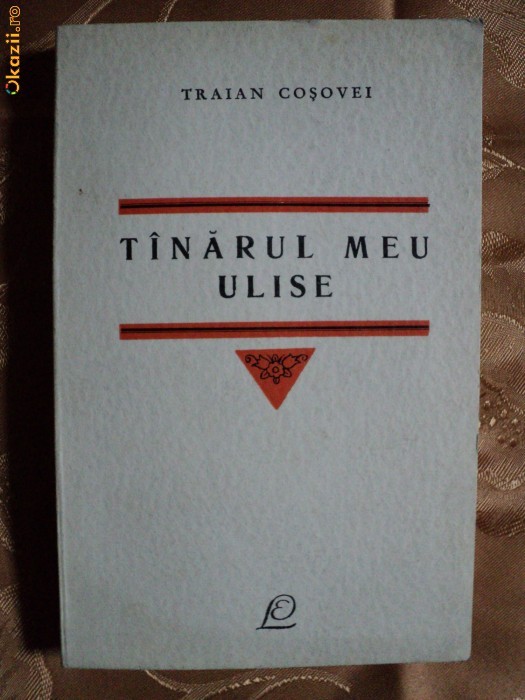 Okazii.ro
TRAIAN COȘOVEI
TÎNĂRUL MEU
ULISE